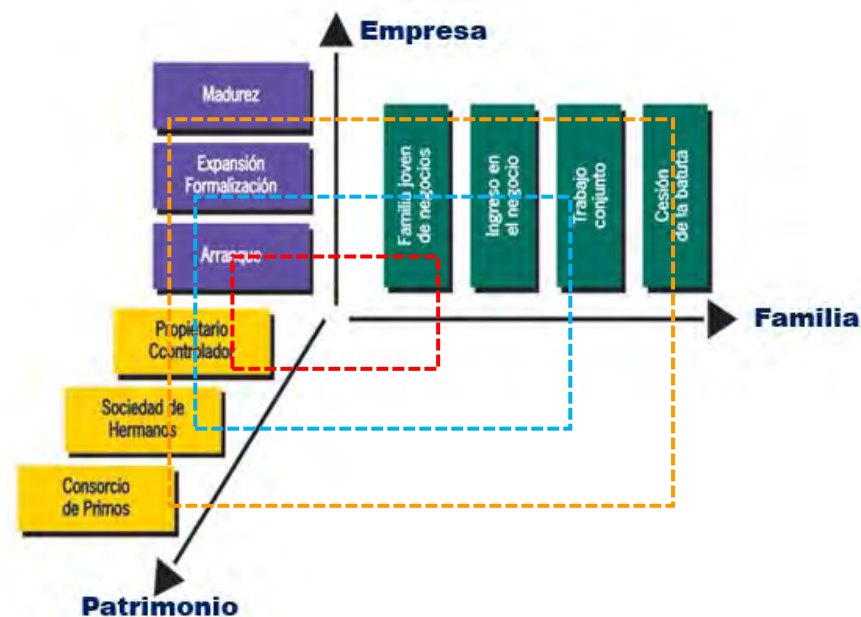 Empresa
Madurez
Expansión
Formalización
Arranque
Familia joven
de negocios
Ingreso en
el negocio
Trabajo
conjunto
Cesión
de la batuta
Familia
Propietario
Ccontrolador
Sociedad de
Hermanos
Consorcio
de Primos
Patrimonio